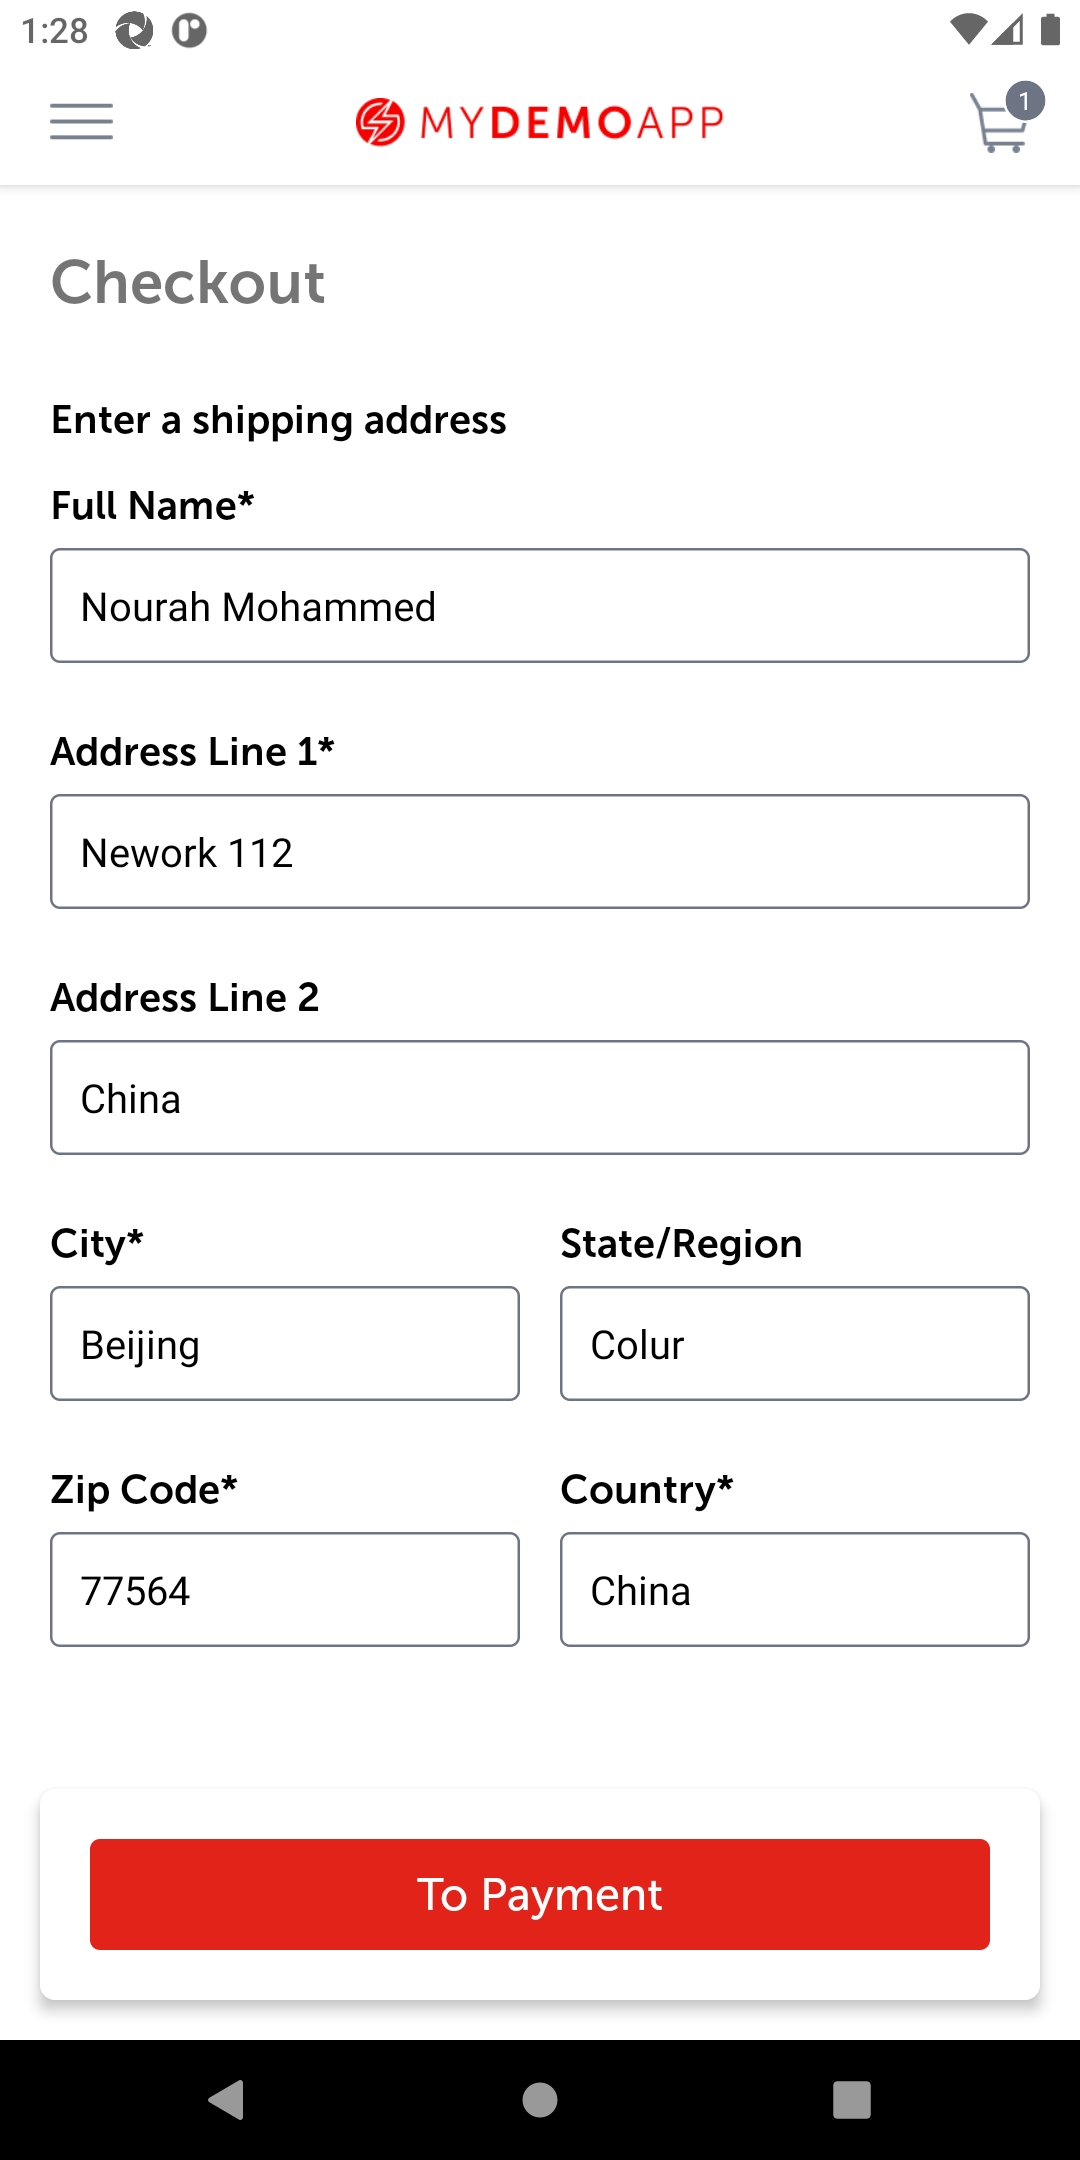 1:28
MYDEMOAPP
1
Checkout
Enter a shipping address
Full Name*
Nourah Mohammed
Address Line 1*
Nework 112
Address Line 2
China
City*
State/Region
Beijing
Colur
Zip Code*
Country*
77564
China
To Payment